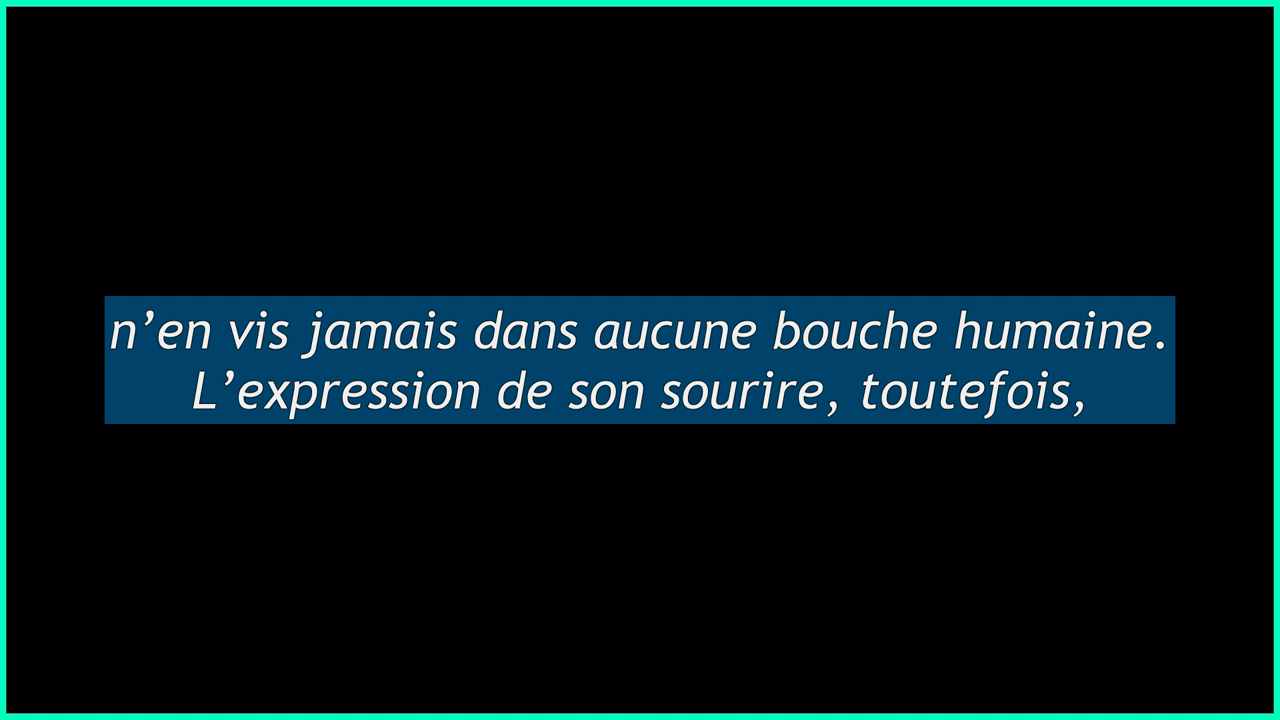 n’en vis jamais dans aucune bouche humaine.
L’expression de son sourire, toutefois,